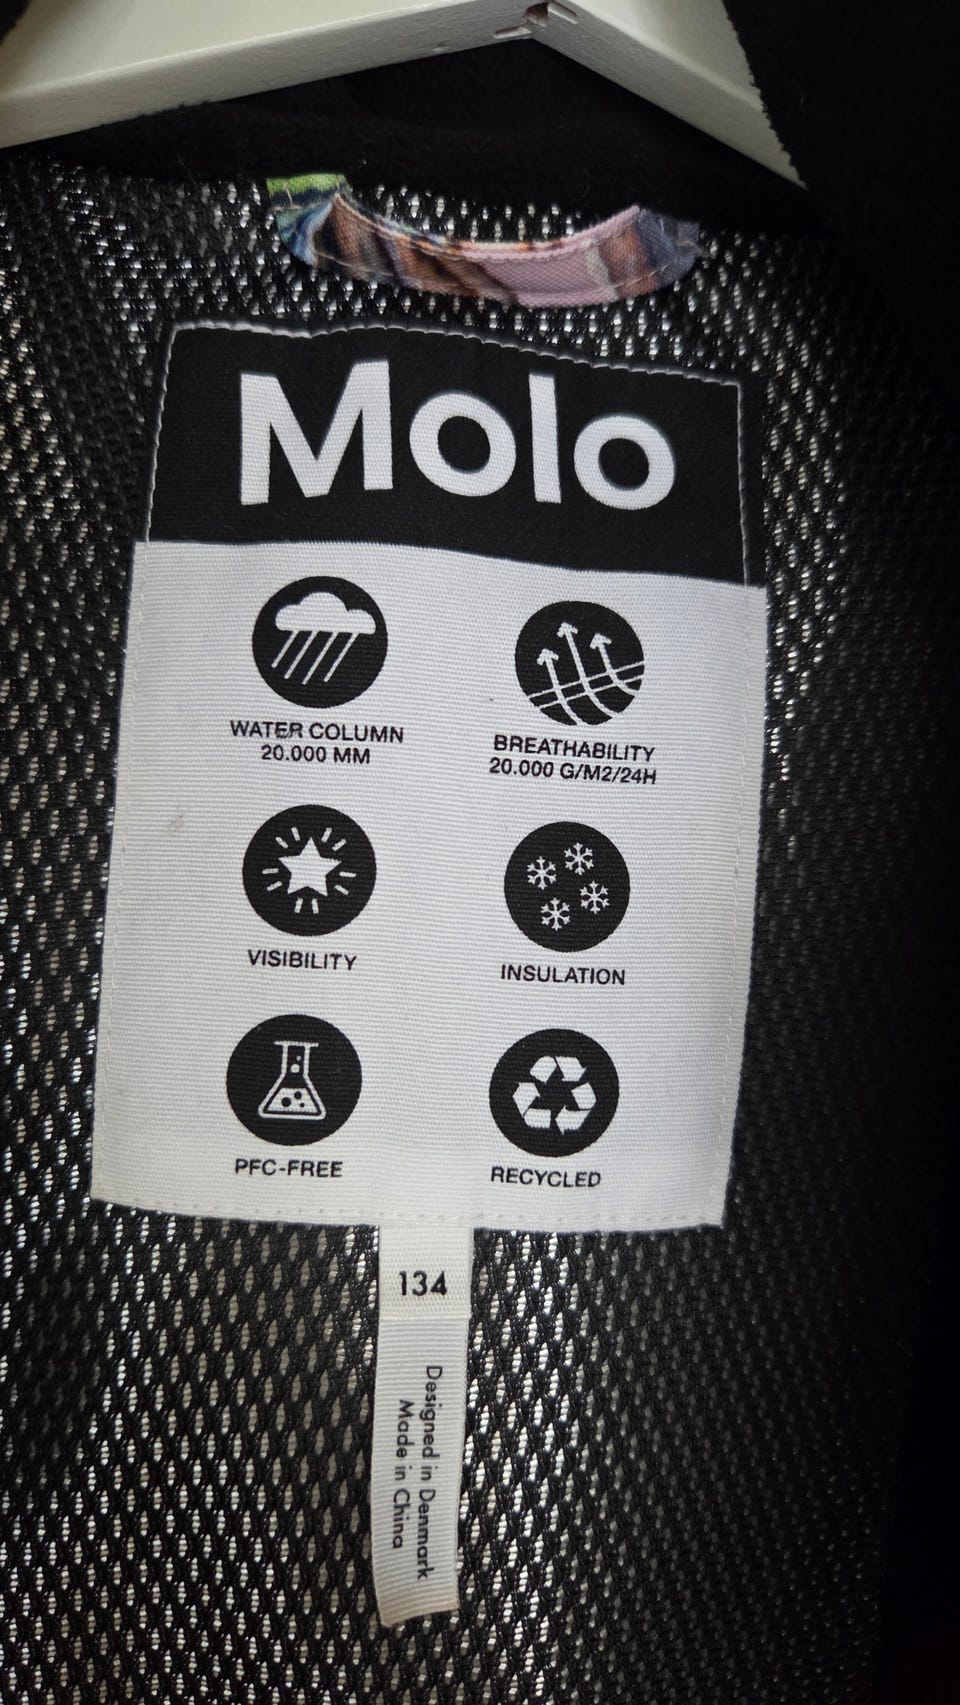 Molo
WATER COLUMN
20.000 MM
BREATHABILITY
20.000 G/M2/24H
VISIBILITY
INSULATION
PFC-FREE
RECYCLED
134
Designed in Denmark
Made in China